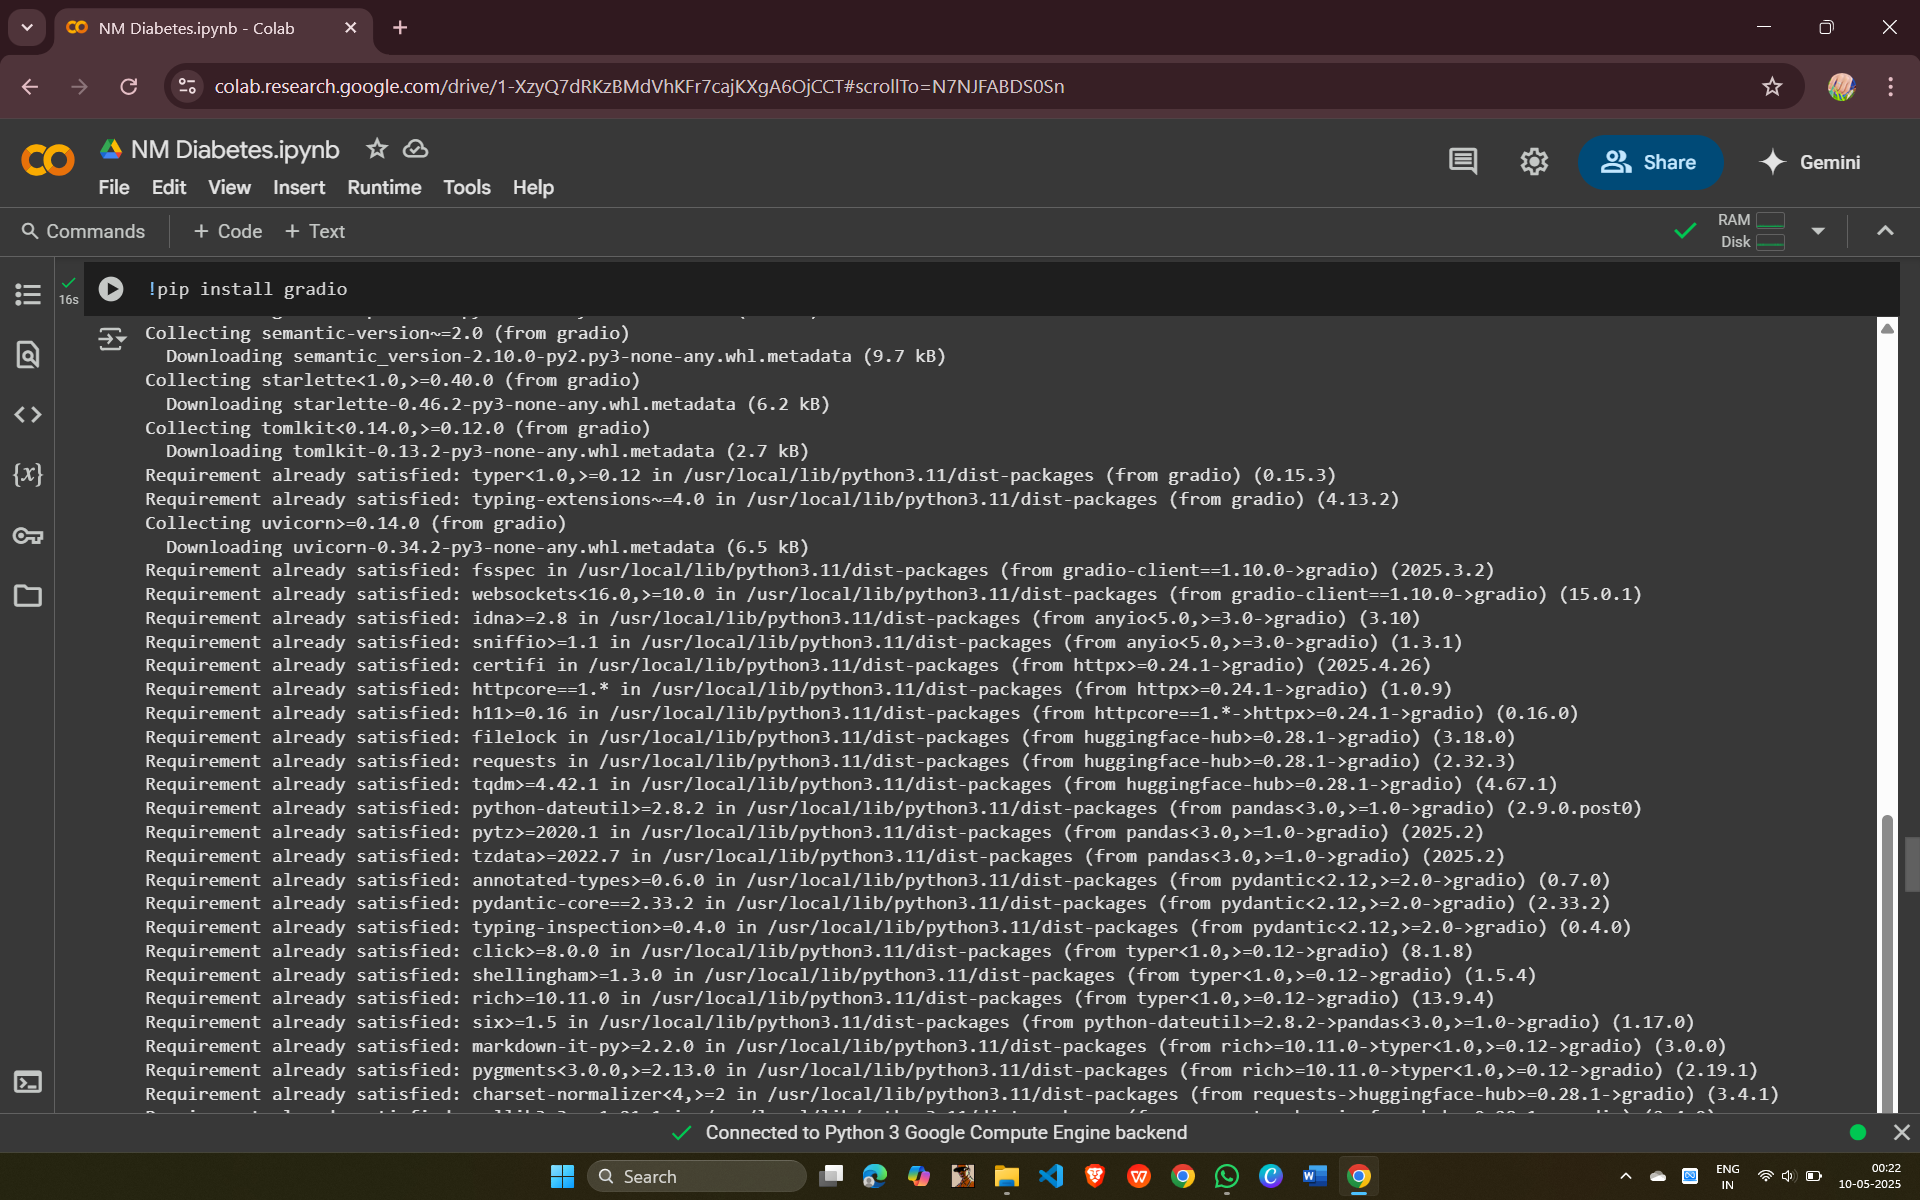 NM Diabetes.ipynb - Colab
colab.research.google.com/drive/1-XzyQ7dRKzBMdVhKFr7cajKXgA6OjCCT#scrollTo=N7NJFABDS0Sn
NM Diabetes.ipynb
File Edit View Insert Runtime Tools Help
Share
Gemini
Commands + Code + Text
RAM
Disk
16s
!pip install gradio
Collecting semantic-version~=2.0 (from gradio)
Downloading semantic_version-2.10.0-py2.py3-none-any.whl.metadata (9.7 kB)
Collecting starlette<1.0,>=0.40.0 (from gradio)
Downloading starlette-0.46.2-py3-none-any.whl.metadata (6.2 kB)
Collecting tomlkit<0.14.0,>=0.12.0 (from gradio)
Downloading tomlkit-0.13.2-py3-none-any.whl.metadata (2.7 kB)
Requirement already satisfied: typer<1.0,>=0.12 in /usr/local/lib/python3.11/dist-packages (from gradio) (0.15.3)
Requirement already satisfied: typing-extensions~=4.0 in /usr/local/lib/python3.11/dist-packages (from gradio) (4.13.2)
Collecting uvicorn>=0.14.0 (from gradio)
Downloading uvicorn-0.34.2-py3-none-any.whl.metadata (6.5 kB)
Requirement already satisfied: fsspec in /usr/local/lib/python3.11/dist-packages (from gradio-client==1.10.0->gradio) (2025.3.2)
Requirement already satisfied: websockets<16.0,>=10.0 in /usr/local/lib/python3.11/dist-packages (from gradio-client==1.10.0->gradio) (15.0.1)
Requirement already satisfied: idna>=2.8 in /usr/local/lib/python3.11/dist-packages (from anyio<5.0,>=3.0->gradio) (3.10)
Requirement already satisfied: sniffio>=1.1 in /usr/local/lib/python3.11/dist-packages (from anyio<5.0,>=3.0->gradio) (1.3.1)
Requirement already satisfied: certifi in /usr/local/lib/python3.11/dist-packages (from httpx>=0.24.1->gradio) (2025.4.26)
Requirement already satisfied: httpcore==1.* in /usr/local/lib/python3.11/dist-packages (from httpx>=0.24.1->gradio) (1.0.9)
Requirement already satisfied: h11>=0.16 in /usr/local/lib/python3.11/dist-packages (from httpcore==1.*->httpx>=0.24.1->gradio) (0.16.0)
Requirement already satisfied: filelock in /usr/local/lib/python3.11/dist-packages (from huggingface-hub>=0.28.1->gradio) (3.18.0)
Requirement already satisfied: requests in /usr/local/lib/python3.11/dist-packages (from huggingface-hub>=0.28.1->gradio) (2.32.3)
Requirement already satisfied: tqdm>=4.42.1 in /usr/local/lib/python3.11/dist-packages (from huggingface-hub>=0.28.1->gradio) (4.67.1)
Requirement already satisfied: python-dateutil>=2.8.2 in /usr/local/lib/python3.11/dist-packages (from pandas<3.0,>=1.0->gradio) (2.9.0.post0)
Requirement already satisfied: pytz>=2020.1 in /usr/local/lib/python3.11/dist-packages (from pandas<3.0,>=1.0->gradio) (2025.2)
Requirement already satisfied: tzdata>=2022.7 in /usr/local/lib/python3.11/dist-packages (from pandas<3.0,>=1.0->gradio) (2025.2)
Requirement already satisfied: annotated-types>=0.6.0 in /usr/local/lib/python3.11/dist-packages (from pydantic<2.12,>=2.0->gradio) (0.7.0)
Requirement already satisfied: pydantic-core==2.33.2 in /usr/local/lib/python3.11/dist-packages (from pydantic<2.12,>=2.0->gradio) (2.33.2)
Requirement already satisfied: typing-inspection>=0.4.0 in /usr/local/lib/python3.11/dist-packages (from pydantic<2.12,>=2.0->gradio) (0.4.0)
Requirement already satisfied: click>=8.0.0 in /usr/local/lib/python3.11/dist-packages (from typer<1.0,>=0.12->gradio) (8.1.8)
Requirement already satisfied: shellingham>=1.3.0 in /usr/local/lib/python3.11/dist-packages (from typer<1.0,>=0.12->gradio) (1.5.4)
Requirement already satisfied: rich>=10.11.0 in /usr/local/lib/python3.11/dist-packages (from typer<1.0,>=0.12->gradio) (13.9.4)
Requirement already satisfied: six>=1.5 in /usr/local/lib/python3.11/dist-packages (from python-dateutil>=2.8.2->pandas<3.0,>=1.0->gradio) (1.17.0)
Requirement already satisfied: markdown-it-py>=2.2.0 in /usr/local/lib/python3.11/dist-packages (from rich>=10.11.0->typer<1.0,>=0.12->gradio) (3.0.0)
Requirement already satisfied: pygments<3.0.0,>=2.13.0 in /usr/local/lib/python3.11/dist-packages (from rich>=10.11.0->typer<1.0,>=0.12->gradio) (2.19.1)
Requirement already satisfied: charset-normalizer<4,>=2 in /usr/local/lib/python3.11/dist-packages (from requests->huggingface-hub>=0.28.1->gradio) (3.4.1)
Connected to Python 3 Google Compute Engine backend
Search
ENG
IN
00:22
10-05-2025